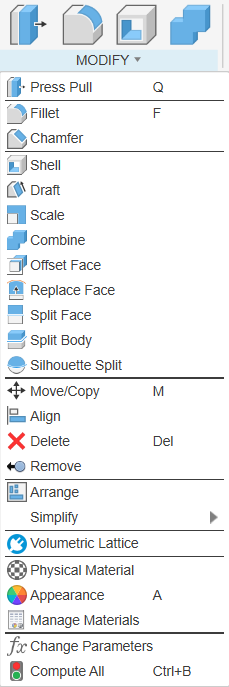 MODIFY
Press Pull Q
Fillet F
Chamfer
Shell
Draft
Scale
Combine
Offset Face
Replace Face
Split Face
Split Body
Silhouette Split
Move/Copy M
Align
Delete Del
Remove
Arrange
Simplify
Volumetric Lattice
Physical Material
Appearance A
Manage Materials
fx Change Parameters
Compute All Ctrl+B